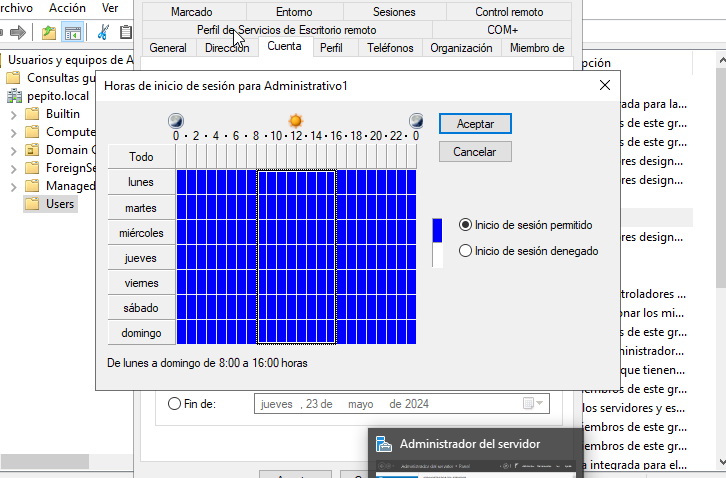 rchivo Acción Ver
Marcado Entorno Sesiones Control remoto
Perfil de Servicios de Escritorio remoto COM+
General Dirección Cuenta Perfil Teléfonos Organización Miembro de
Usuarios y equipos de A
Consultas gu
pepito.local
Builtin
Compute
Domain C
ForeignSe
Managed
Users
Horas de inicio de sesión para Administrativo1
0 · 2 · 4 · 6 · 8 · 10 · 12 · 14 · 16 · 18 · 20 · 22 · 0
Todo
lunes
martes
miércoles
jueves
viernes
sábado
domingo
Aceptar
Cancelar
Inicio de sesión permitido
Inicio de sesión denegado
De lunes a domingo de 8:00 a 16:00 horas
Fin de: jueves , 23 de mayo de 2024
Administrador del servidor
pción
ada para la...
os de este gr...
os de este gr...
res design...
res design...
res design...
troladores ...
onar los mi...
os de este gr...
ministrador...
que tienen...
embros de este gr...
los servidores y es...
embros de este gr...
embros de este gr...
a integrada para el...